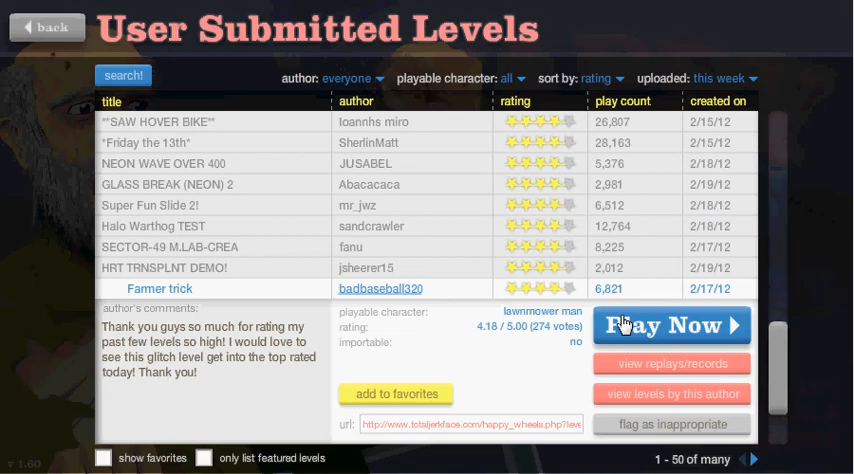 back
User Submitted Levels
search!
author: everyone playable character: all sort by: rating uploaded: this week
title author rating play count created on
**SAW HOVER BIKE** Ioannhs miro 26,807 2/15/12
*Friday the 13th* SherlinMatt 28,163 2/15/12
NEON WAVE OVER 400 JUSABEL 5,376 2/18/12
GLASS BREAK (NEON) 2 Abacacaca 2,981 2/19/12
Super Fun Slide 2! mr_jwz 6,512 2/18/12
Halo Warthog TEST sandcrawler 12,764 2/18/12
SECTOR-49 M.LAB-CREA fanu 8,225 2/17/12
HRT TRNSPLNT DEMO! jsheerer15 2,012 2/19/12
Farmer trick badbaseball320 6,821 2/17/12
author's comments:
Thank you guys so much for rating my
past few levels so high! I would love to
see this glitch level get into the top rated
today! Thank you!
playable character: lawnmower man
rating: 4.18 / 5.00 (274 votes)
importable: no
add to favorites
url: http://www.totaljerkface.com/happy_wheels.php?leve
Play Now
view replays/records
view levels by this author
flag as inappropriate
v 1.60
show favorites only list featured levels
1 - 50 of many